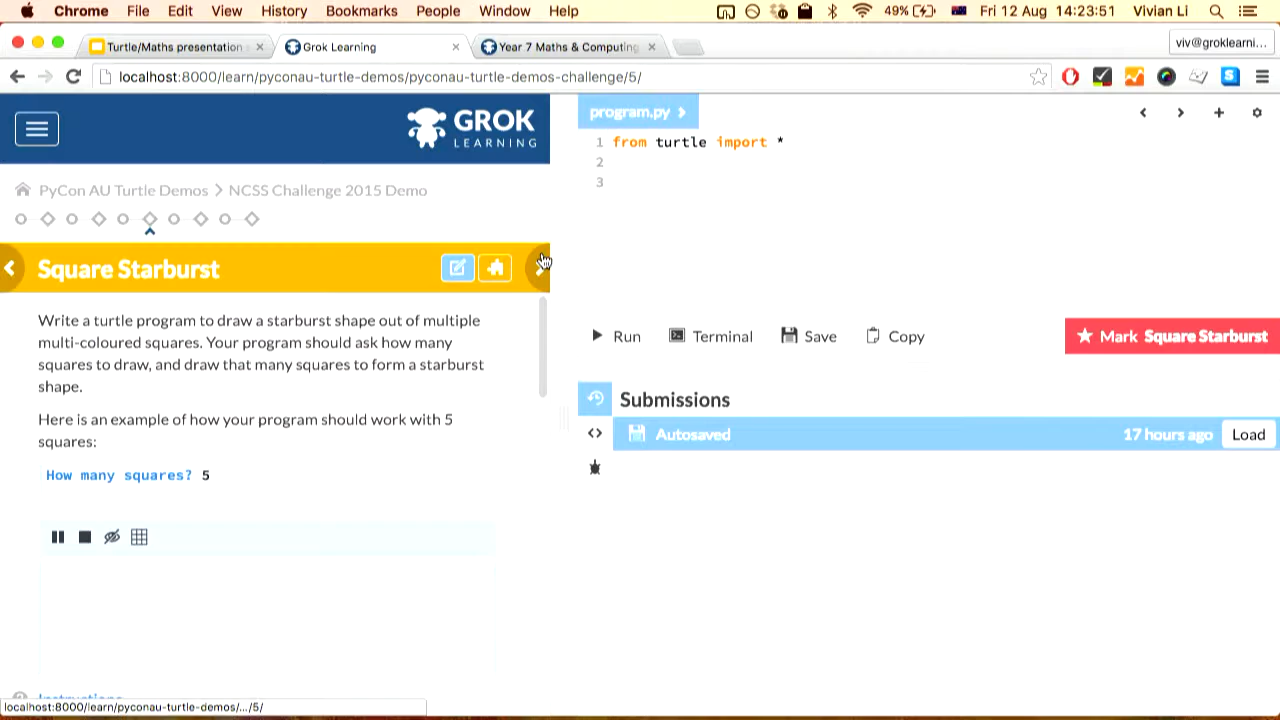 Chrome File Edit View History Bookmarks People Window Help 49% Fri 12 Aug 14:23:51 Vivian Li
Turtle/Maths presentation Grok Learning Year 7 Maths & Computing viv@groklearni...
localhost:8000/learn/pyconau-turtle-demos/pyconau-turtle-demos-challenge/5/
GROK
LEARNING
PyCon AU Turtle Demos NCSS Challenge 2015 Demo
Square Starburst
Write a turtle program to draw a starburst shape out of multiple
multi-coloured squares. Your program should ask how many
squares to draw, and draw that many squares to form a starburst
shape.
Here is an example of how your program should work with 5
squares:
How many squares? 5
Instructions
localhost:8000/learn/pyconau-turtle-demos/.../5/
program.py
1 from turtle import *
2
3
Run Terminal Save Copy Mark Square Starburst
Submissions
Autosaved 17 hours ago Load